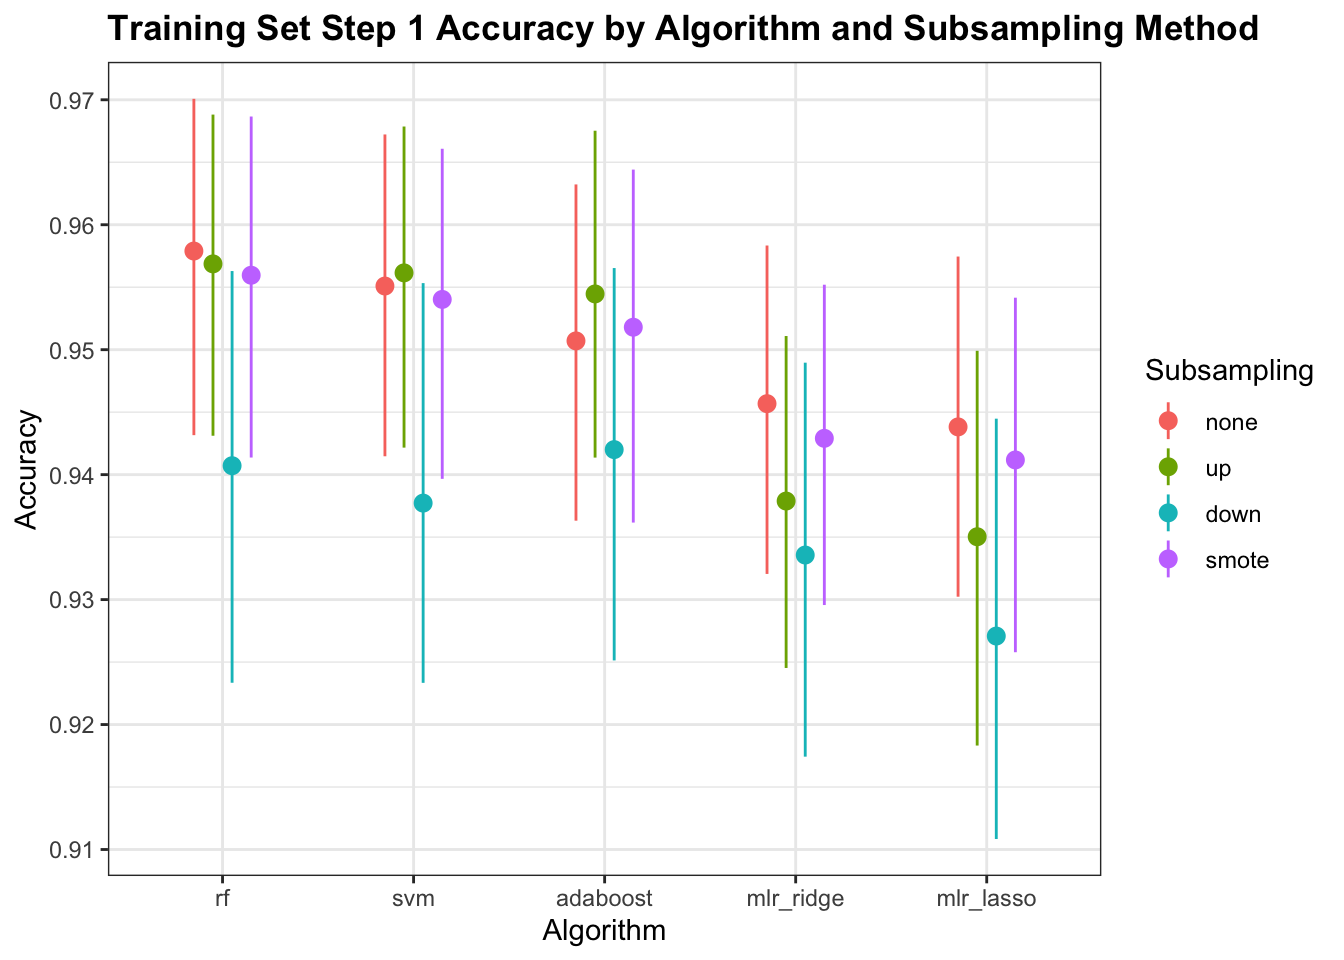 Training Set Step 1 Accuracy by Algorithm and Subsampling Method
0.97
0.96
0.95
0.94
0.93
0.92
0.91
Accuracy
rf svm adaboost mlr_ridge mlr_lasso
Algorithm
Subsampling
none
up
down
smote